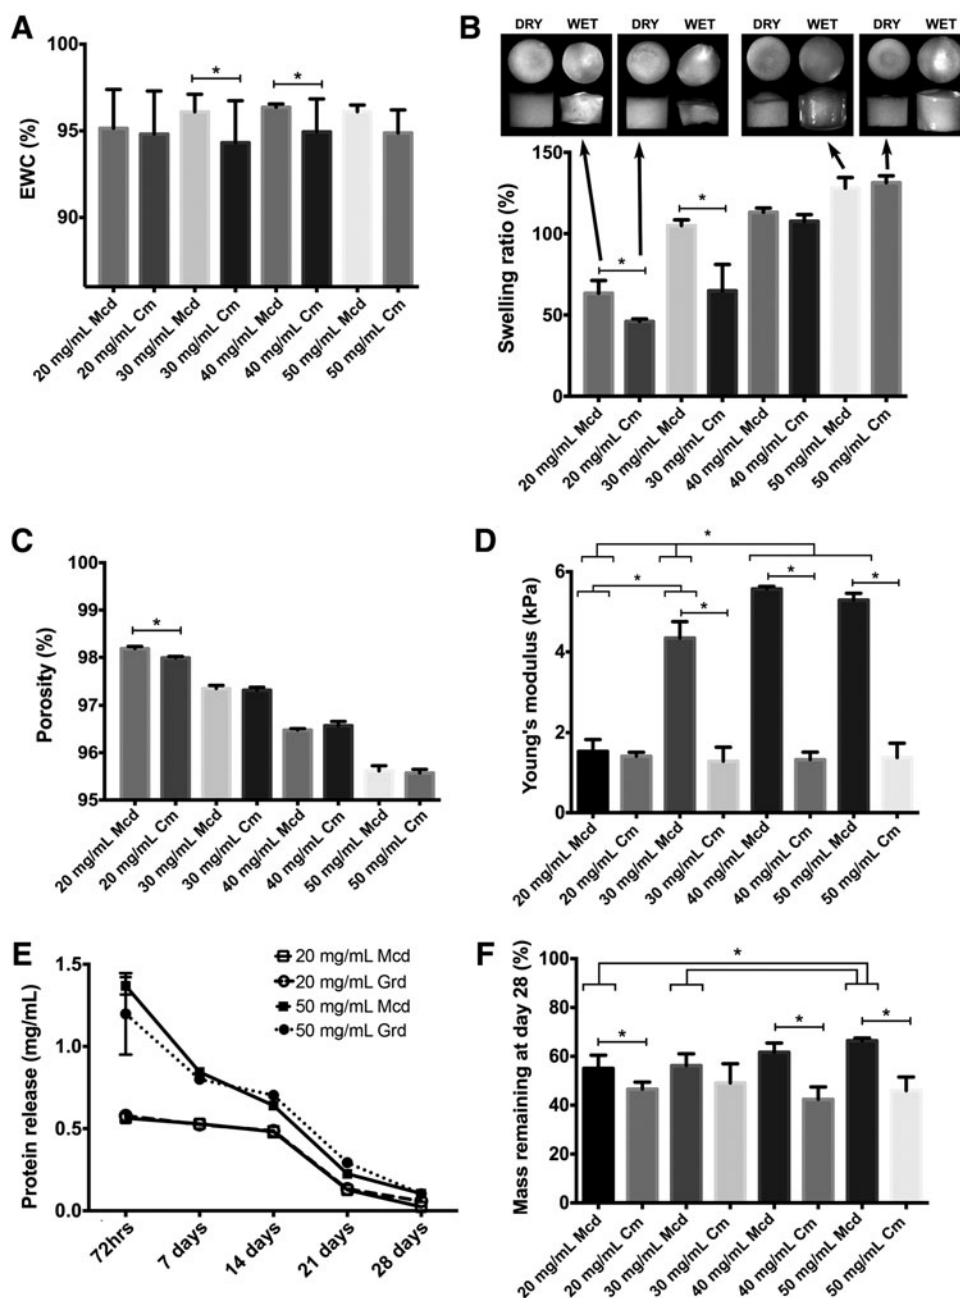 A
EWC (%)
100
95
90
*
*
20 mg/mL Mcd
20 mg/mL Cm
30 mg/mL Mcd
30 mg/mL Cm
40 mg/mL Mcd
40 mg/mL Cm
50 mg/mL Mcd
50 mg/mL Cm
B
DRY WET DRY WET DRY WET DRY WET
Swelling ratio (%)
150
100
50
0
*
*
20 mg/mL Mcd
20 mg/mL Cm
30 mg/mL Mcd
30 mg/mL Cm
40 mg/mL Mcd
40 mg/mL Cm
50 mg/mL Mcd
50 mg/mL Cm
C
Porosity (%)
100
99
98
97
96
95
*
20 mg/mL Mcd
20 mg/mL Cm
30 mg/mL Mcd
30 mg/mL Cm
40 mg/mL Mcd
40 mg/mL Cm
50 mg/mL Mcd
50 mg/mL Cm
D
Young's modulus (kPa)
6
4
2
0
*
*
*
*
*
20 mg/mL Mcd
20 mg/mL Cm
30 mg/mL Mcd
30 mg/mL Cm
40 mg/mL Mcd
40 mg/mL Cm
50 mg/mL Mcd
50 mg/mL Cm
E
Protein release (mg/mL)
1.5
1.0
0.5
0.0
20 mg/mL Mcd
20 mg/mL Grd
50 mg/mL Mcd
50 mg/mL Grd
72hrs
7 days
14 days
21 days
28 days
F
Mass remaining at day 28 (%)
100
80
60
40
20
0
*
*
*
*
20 mg/mL Mcd
20 mg/mL Cm
30 mg/mL Mcd
30 mg/mL Cm
40 mg/mL Mcd
40 mg/mL Cm
50 mg/mL Mcd
50 mg/mL Cm